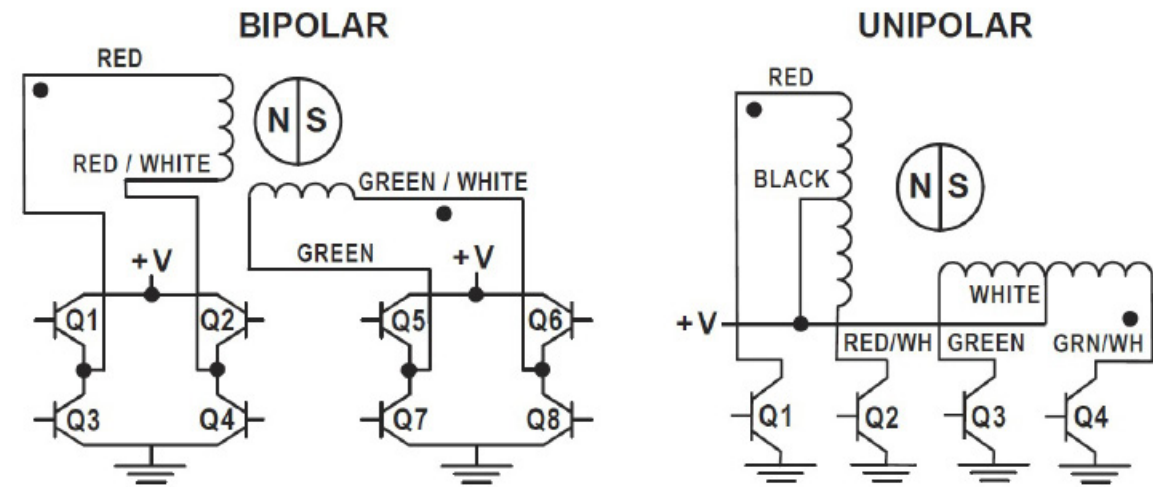 BIPOLAR
RED
N S
RED / WHITE
GREEN / WHITE
GREEN
+V
+V
Q1
Q2
Q5
Q6
Q3
Q4
Q7
Q8
UNIPOLAR
RED
BLACK
N S
WHITE
+V
RED/WH
GREEN
GRN/WH
Q1
Q2
Q3
Q4